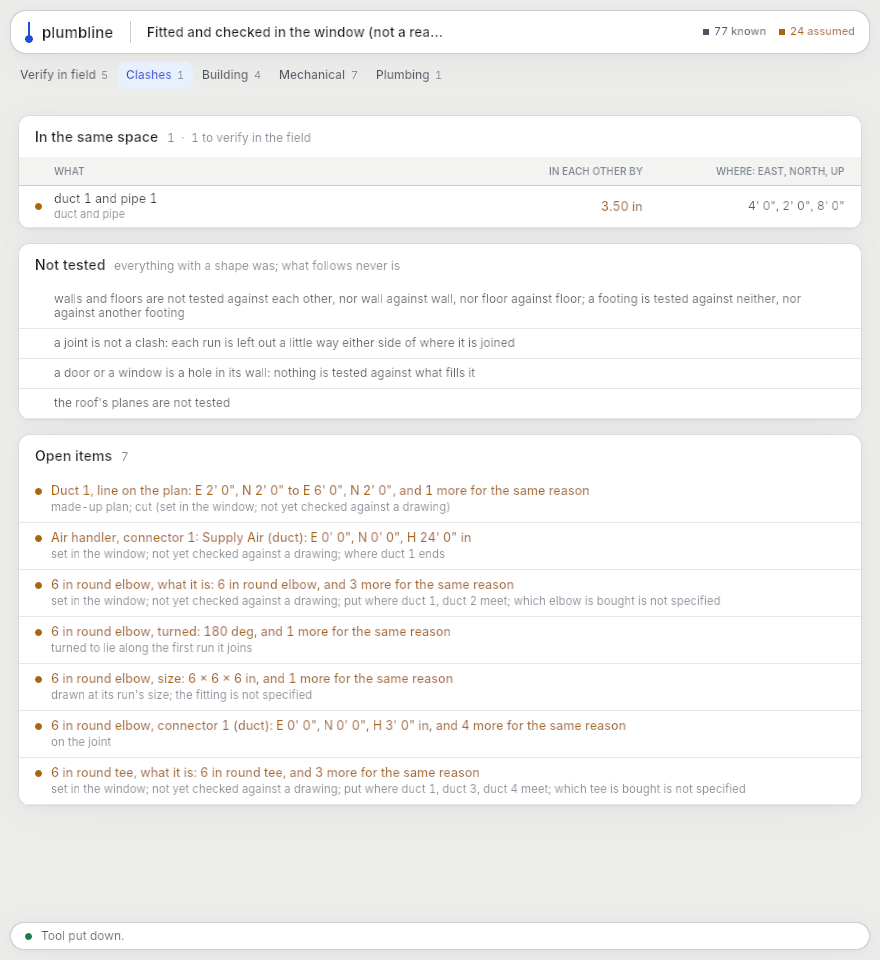 plumbline
Fitted and checked in the window (not a rea...
77 known
24 assumed
Verify in field 5
Clashes 1
Building 4
Mechanical 7
Plumbing 1
In the same space 1 · 1 to verify in the field
WHAT
IN EACH OTHER BY
WHERE: EAST, NORTH, UP
duct 1 and pipe 1
duct and pipe
3.50 in
4' 0", 2' 0", 8' 0"
Not tested everything with a shape was; what follows never is
walls and floors are not tested against each other, nor wall against wall, nor floor against floor; a footing is tested against neither, nor
against another footing
a joint is not a clash: each run is left out a little way either side of where it is joined
a door or a window is a hole in its wall: nothing is tested against what fills it
the roof's planes are not tested
Open items 7
Duct 1, line on the plan: E 2' 0", N 2' 0" to E 6' 0", N 2' 0", and 1 more for the same reason
made-up plan; cut (set in the window; not yet checked against a drawing)
Air handler, connector 1: Supply Air (duct): E 0' 0", N 0' 0", H 24' 0" in
set in the window; not yet checked against a drawing; where duct 1 ends
6 in round elbow, what it is: 6 in round elbow, and 3 more for the same reason
set in the window; not yet checked against a drawing; put where duct 1, duct 2 meet; which elbow is bought is not specified
6 in round elbow, turned: 180 deg, and 1 more for the same reason
turned to lie along the first run it joins
6 in round elbow, size: 6 × 6 × 6 in, and 1 more for the same reason
drawn at its run's size; the fitting is not specified
6 in round elbow, connector 1 (duct): E 0' 0", N 0' 0", H 3' 0" in, and 4 more for the same reason
on the joint
6 in round tee, what it is: 6 in round tee, and 3 more for the same reason
set in the window; not yet checked against a drawing; put where duct 1, duct 3, duct 4 meet; which tee is bought is not specified
Tool put down.